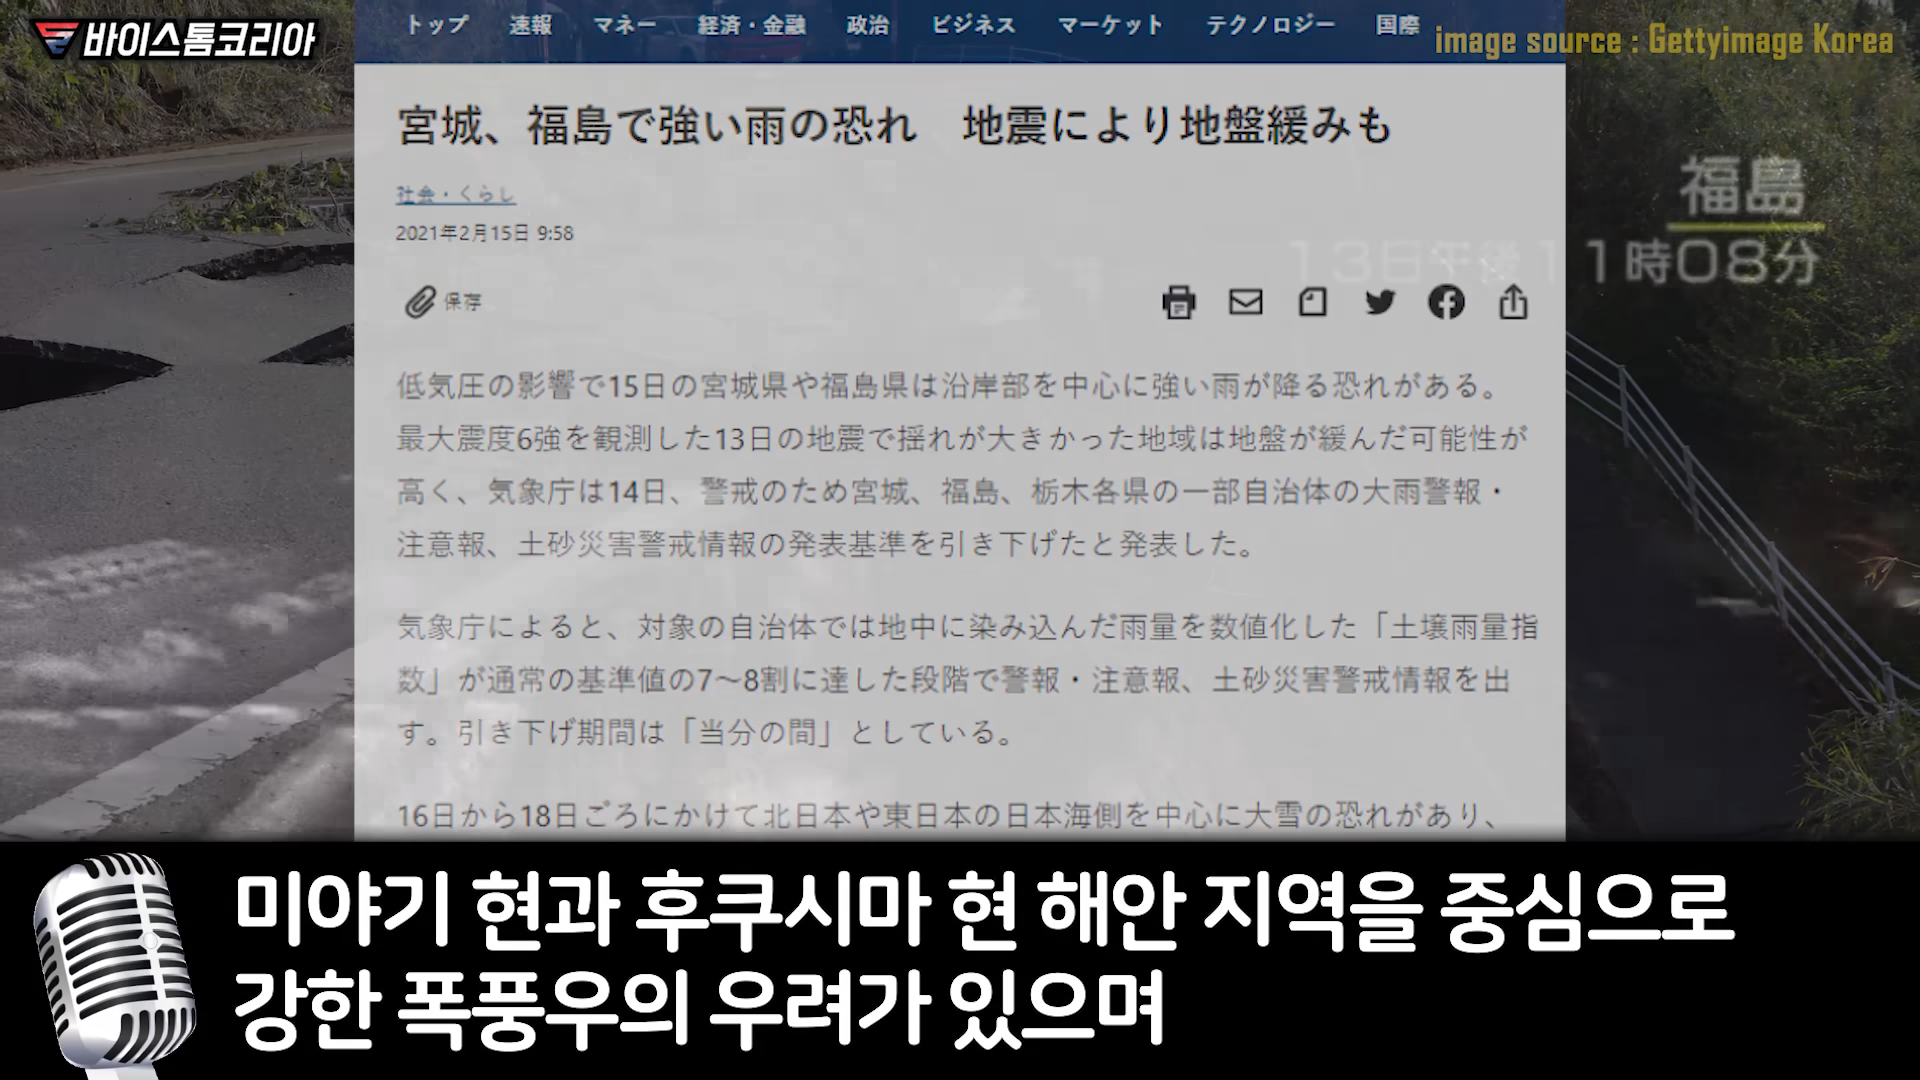 바이스톰코리아
トップ 速報 マネー 経済・金融 政治 ビジネス マーケット テクノロジー 国際
image source : Gettyimage Korea
宮城、福島で強い雨の恐れ　地震により地盤緩みも
社会・くらし
2021年2月15日 9:58
福島
13日午後11時08分
保存
低気圧の影響で15日の宮城県や福島県は沿岸部を中心に強い雨が降る恐れがある。
最大震度6強を観測した13日の地震で揺れが大きかった地域は地盤が緩んだ可能性が
高く、気象庁は14日、警戒のため宮城、福島、栃木各県の一部自治体の大雨警報・
注意報、土砂災害警戒情報の発表基準を引き下げたと発表した。
気象庁によると、対象の自治体では地中に染み込んだ雨量を数値化した「土壌雨量指
数」が通常の基準値の7～8割に達した段階で警報・注意報、土砂災害警戒情報を出
す。引き下げ期間は「当分の間」としている。
16日から18日ごろにかけて北日本や東日本の日本海側を中心に大雪の恐れがあり、
미야기 현과 후쿠시마 현 해안 지역을 중심으로
강한 폭풍우의 우려가 있으며